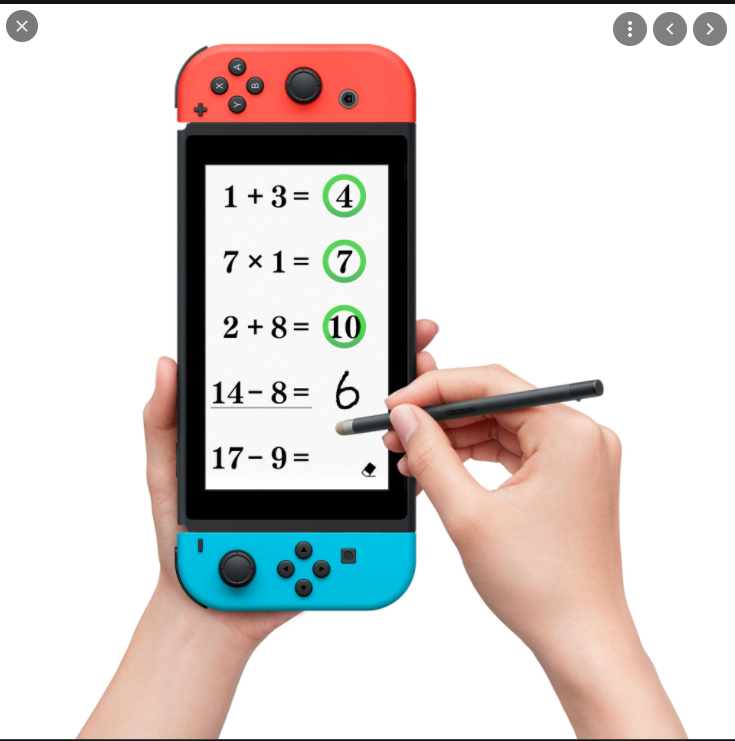 1 + 3 = 4
7 × 1 = 7
2 + 8 = 10
14 − 8 = 6
17 − 9 =
X
A
Y
B